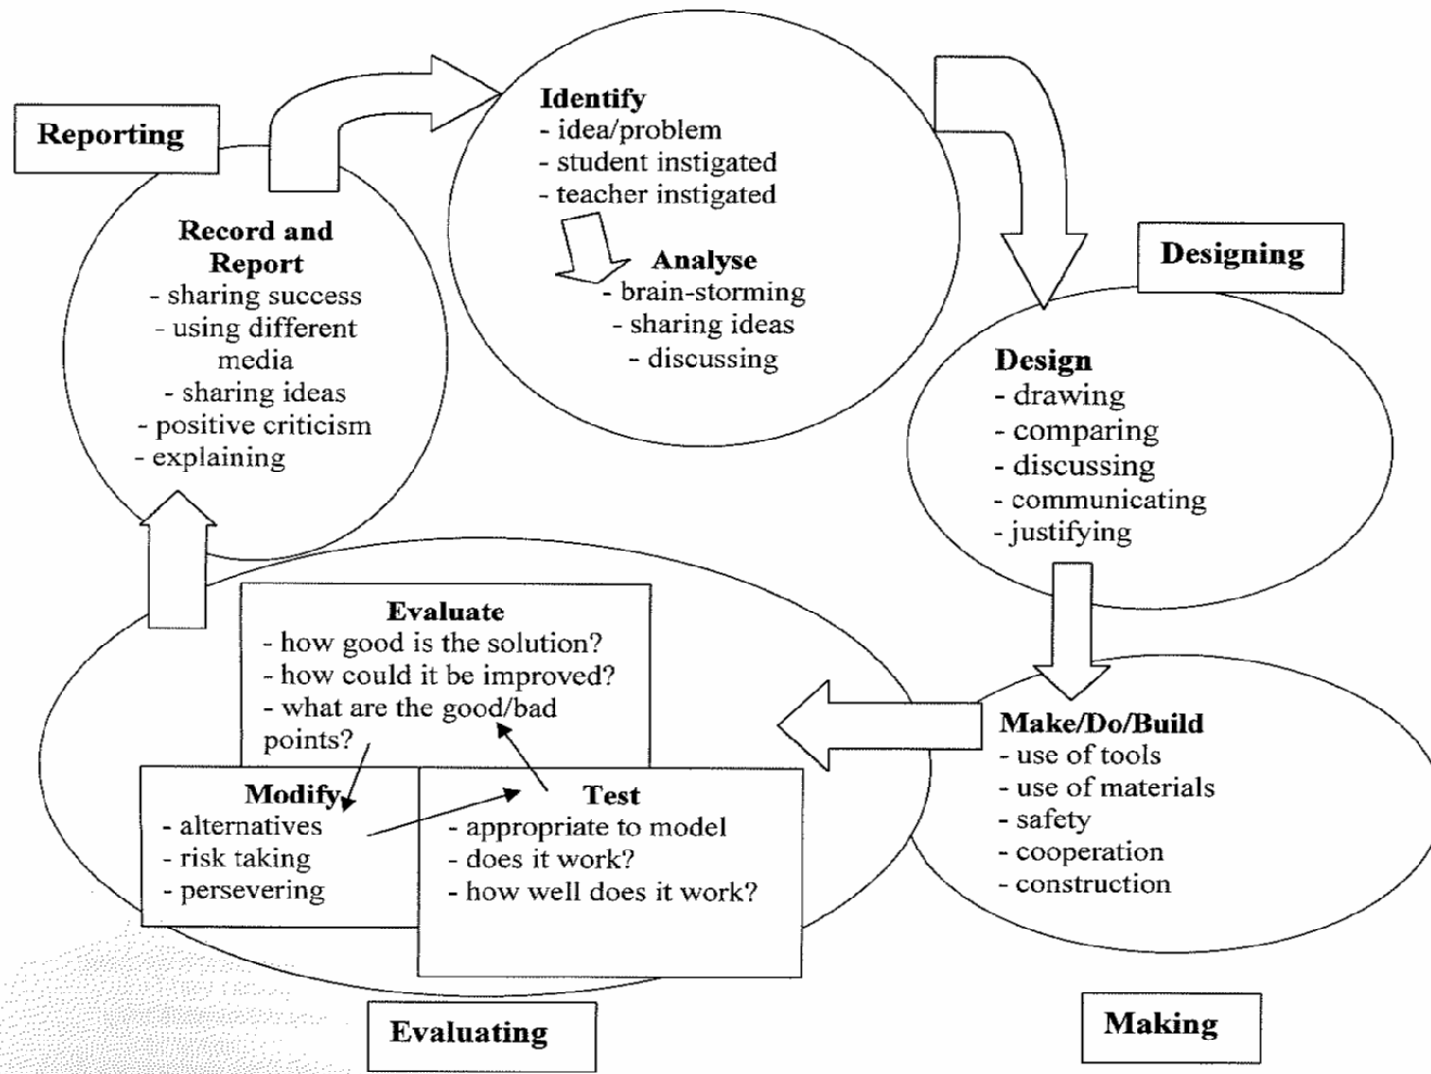 Reporting
Identify
- idea/problem
- student instigated
- teacher instigated
Analyse
- brain-storming
- sharing ideas
- discussing
Designing
Design
- drawing
- comparing
- discussing
- communicating
- justifying
Make/Do/Build
- use of tools
- use of materials
- safety
- cooperation
- construction
Making
Evaluate
- how good is the solution?
- how could it be improved?
- what are the good/bad
points?
Modify
- alternatives
- risk taking
- persevering
Test
- appropriate to model
- does it work?
- how well does it work?
Evaluating
Record and
Report
- sharing success
- using different
media
- sharing ideas
- positive criticism
- explaining